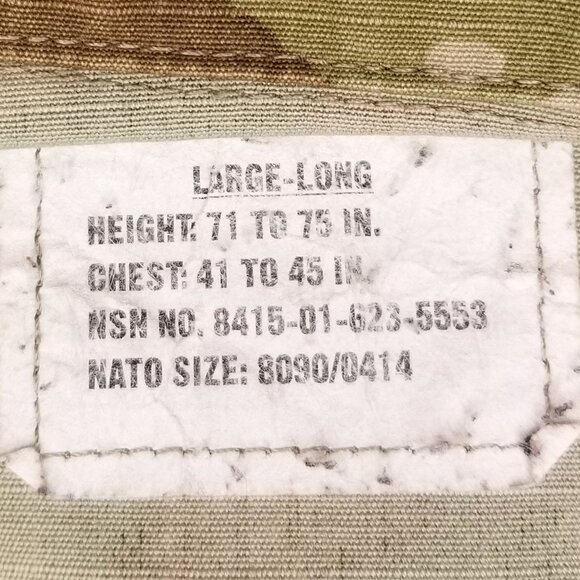 LARGE-LONG
HEIGHT: 71 TO 75 IN.
CHEST: 41 TO 45 IN.
NSN NO. 8415-01-623-5553
NATO SIZE: 8090/0414